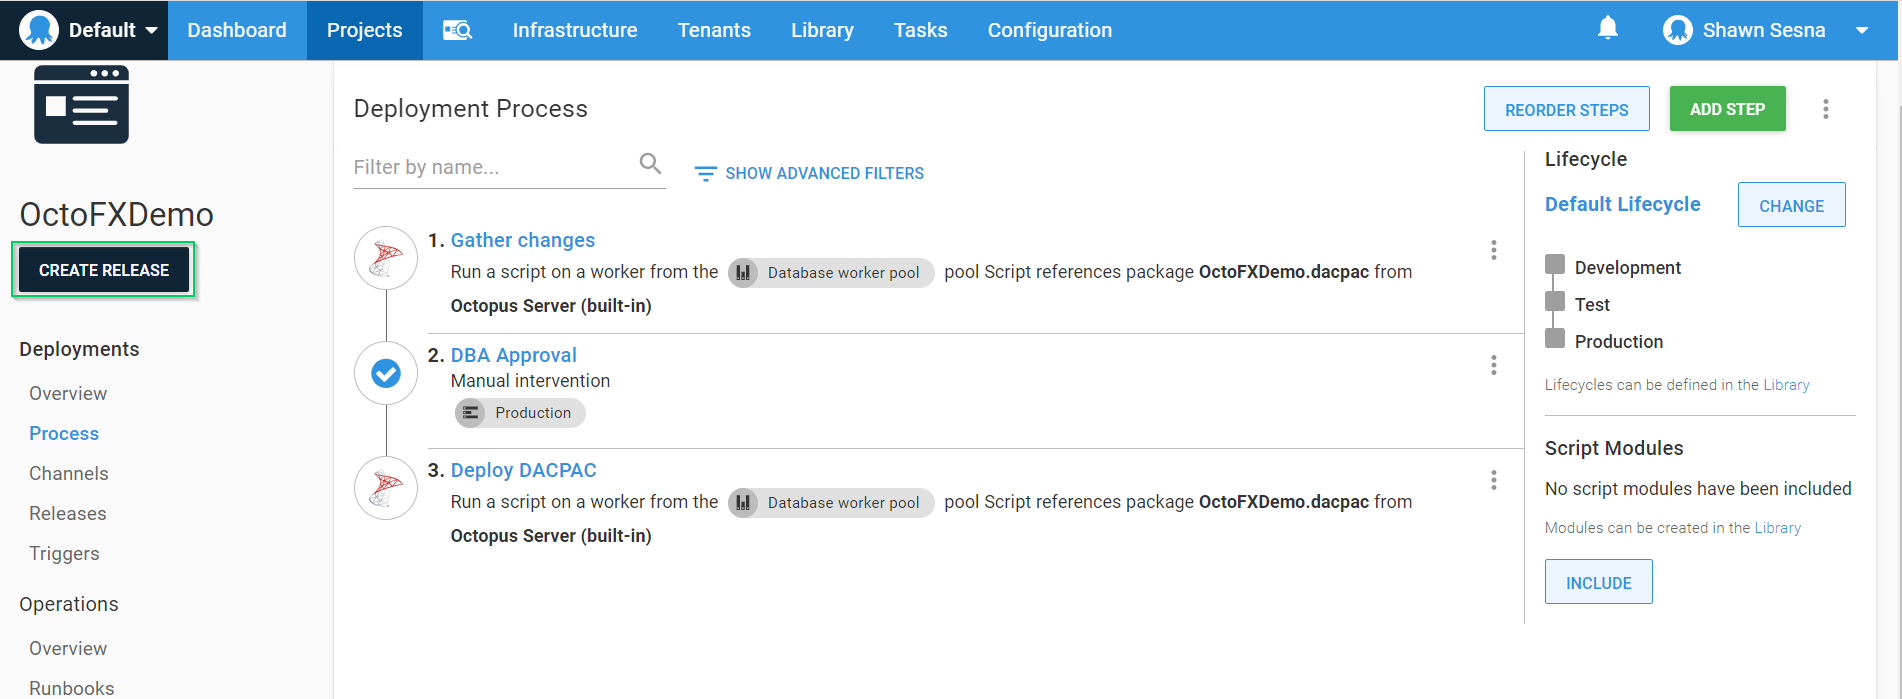 Default Dashboard Projects Infrastructure Tenants Library Tasks Configuration Shawn Sesna
OctoFXDemo
CREATE RELEASE
Deployments
Overview
Process
Channels
Releases
Triggers
Operations
Overview
Runbooks
Deployment Process
REORDER STEPS ADD STEP
Filter by name... SHOW ADVANCED FILTERS
1. Gather changes
Run a script on a worker from the Database worker pool pool Script references package OctoFXDemo.dacpac from
Octopus Server (built-in)
2. DBA Approval
Manual intervention
Production
3. Deploy DACPAC
Run a script on a worker from the Database worker pool pool Script references package OctoFXDemo.dacpac from
Octopus Server (built-in)
Lifecycle
Default Lifecycle CHANGE
Development
Test
Production
Lifecycles can be defined in the Library
Script Modules
No script modules have been included
Modules can be created in the Library
INCLUDE